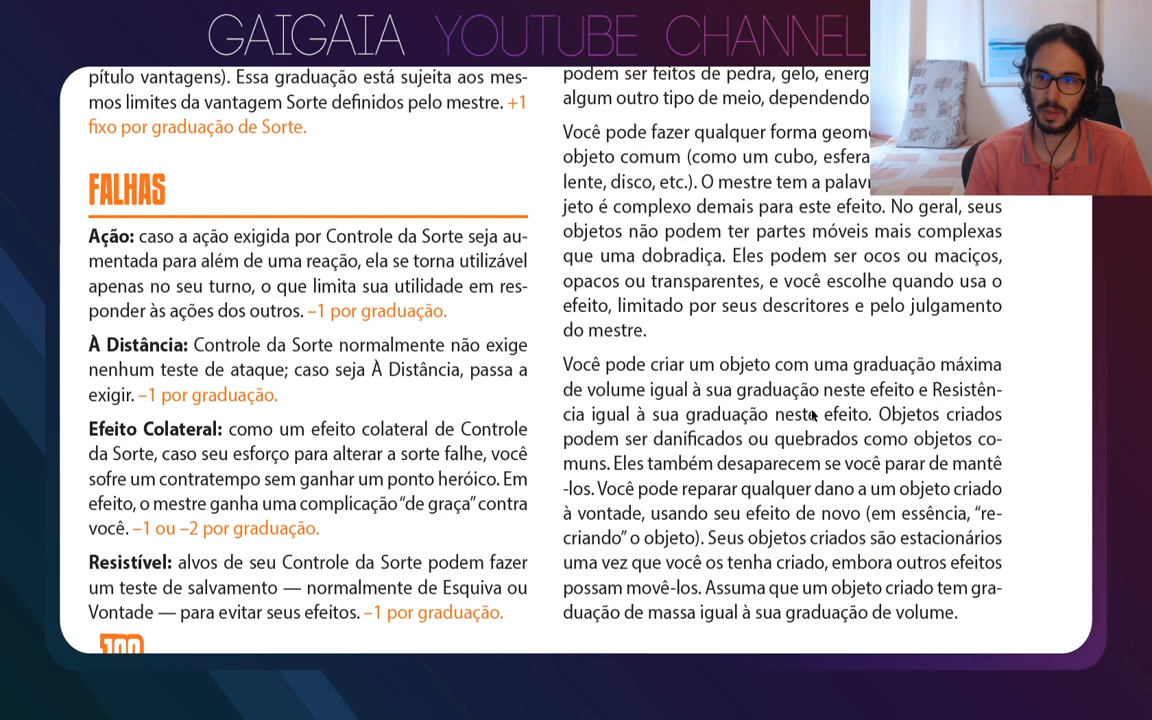 GAIGAIA YOUTUBE CHANNEL
pítulo vantagens). Essa graduação está sujeita aos mes-
mos limites da vantagem Sorte definidos pelo mestre. +1
fixo por graduação de Sorte.
FALHAS
Ação: caso a ação exigida por Controle da Sorte seja au-
mentada para além de uma reação, ela se torna utilizável
apenas no seu turno, o que limita sua utilidade em res-
ponder às ações dos outros. –1 por graduação.
À Distância: Controle da Sorte normalmente não exige
nenhum teste de ataque; caso seja À Distância, passa a
exigir. –1 por graduação.
Efeito Colateral: como um efeito colateral de Controle
da Sorte, caso seu esforço para alterar a sorte falhe, você
sofre um contratempo sem ganhar um ponto heróico. Em
efeito, o mestre ganha uma complicação “de graça” contra
você. –1 ou –2 por graduação.
Resistível: alvos de seu Controle da Sorte podem fazer
um teste de salvamento — normalmente de Esquiva ou
Vontade — para evitar seus efeitos. –1 por graduação.
podem ser feitos de pedra, gelo,
algum outro tipo de meio, dependendo
Você pode fazer qualquer forma
objeto comum (como um cubo, esfera
lente, disco, etc.). O mestre tem a
jeto é complexo demais para este efeito. No geral, seus
objetos não podem ter partes móveis mais complexas
que uma dobradiça. Eles podem ser ocos ou maciços,
opacos ou transparentes, e você escolhe quando usa o
efeito, limitado por seus descritores e pelo julgamento
do mestre.
Você pode criar um objeto com uma graduação máxima
de volume igual à sua graduação neste efeito e Resistên-
cia igual à sua graduação neste efeito. Objetos criados
podem ser danificados ou quebrados como objetos co-
muns. Eles também desaparecem se você parar de mantê
-los. Você pode reparar qualquer dano a um objeto criado
à vontade, usando seu efeito de novo (em essência, “re-
criando” o objeto). Seus objetos criados são estacionários
uma vez que você os tenha criado, embora outros efeitos
possam movê-los. Assuma que um objeto criado tem gra-
duação de massa igual à sua graduação de volume.